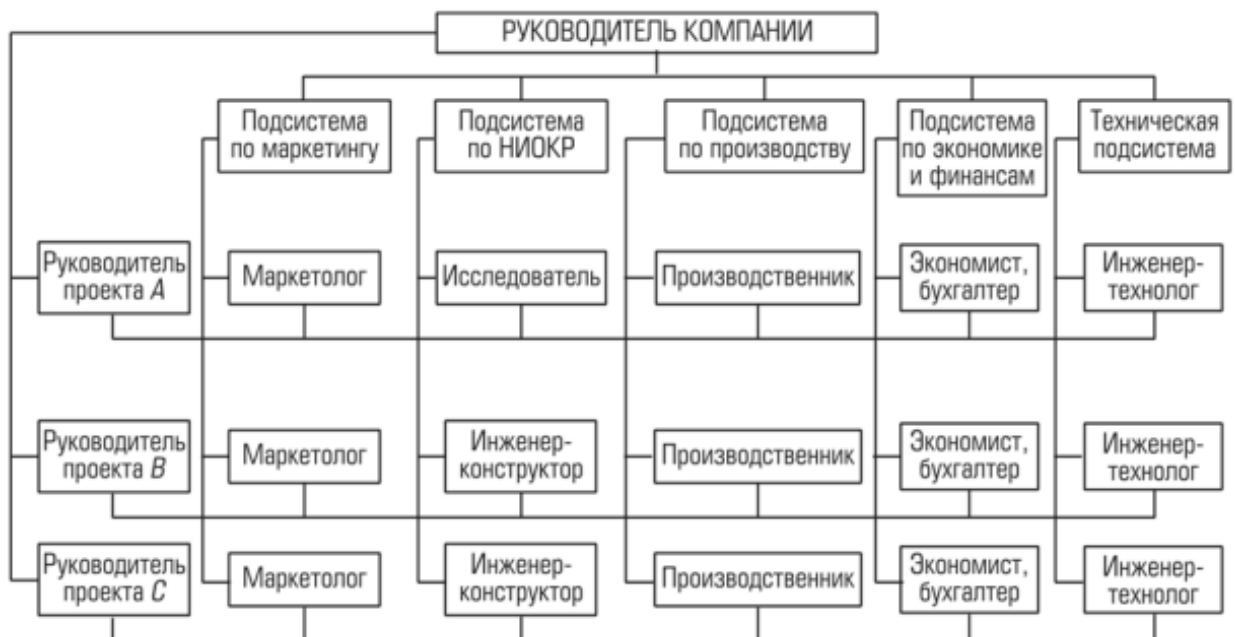 РУКОВОДИТЕЛЬ КОМПАНИИ
Подсистема
по маркетингу
Подсистема
по НИОКР
Подсистема
по производству
Подсистема
по экономике
и финансам
Техническая
подсистема
Руководитель
проекта А
Маркетолог
Исследователь
Производственник
Экономист,
бухгалтер
Инженер-
технолог
Руководитель
проекта В
Маркетолог
Инженер-
конструктор
Производственник
Экономист,
бухгалтер
Инженер-
технолог
Руководитель
проекта С
Маркетолог
Инженер-
конструктор
Производственник
Экономист,
бухгалтер
Инженер-
технолог